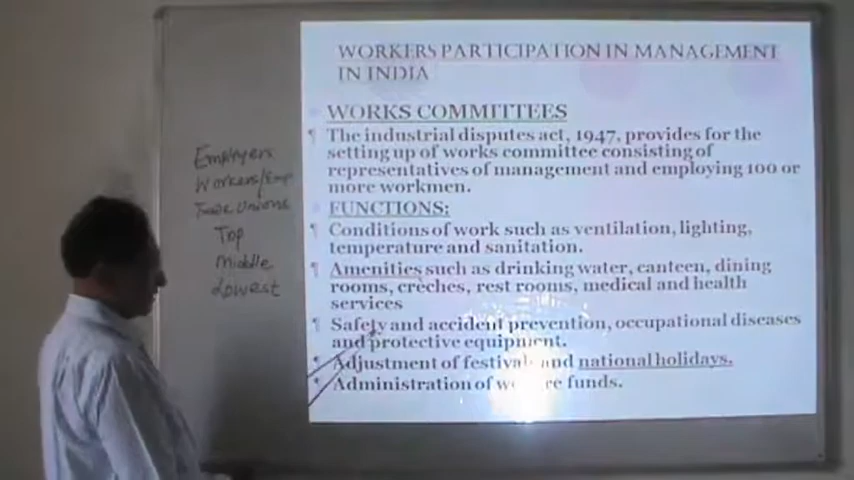 WORKERS PARTICIPATION IN MANAGEMENT
IN INDIA
WORKS COMMITTEES
The industrial disputes act, 1947, provides for the
setting up of works committee consisting of
representatives of management and employing 100 or
more workmen.
FUNCTIONS:
Conditions of work such as ventilation, lighting,
temperature and sanitation.
Amenities such as drinking water, canteen, dining
rooms, crèches, rest rooms, medical and health
services
Safety and accident prevention, occupational diseases
and protective equipment.
Adjustment of festival and national holidays.
Administration of funds.
Employers
Workers/Emp
Trade Unions
Top
Middle
Lowest